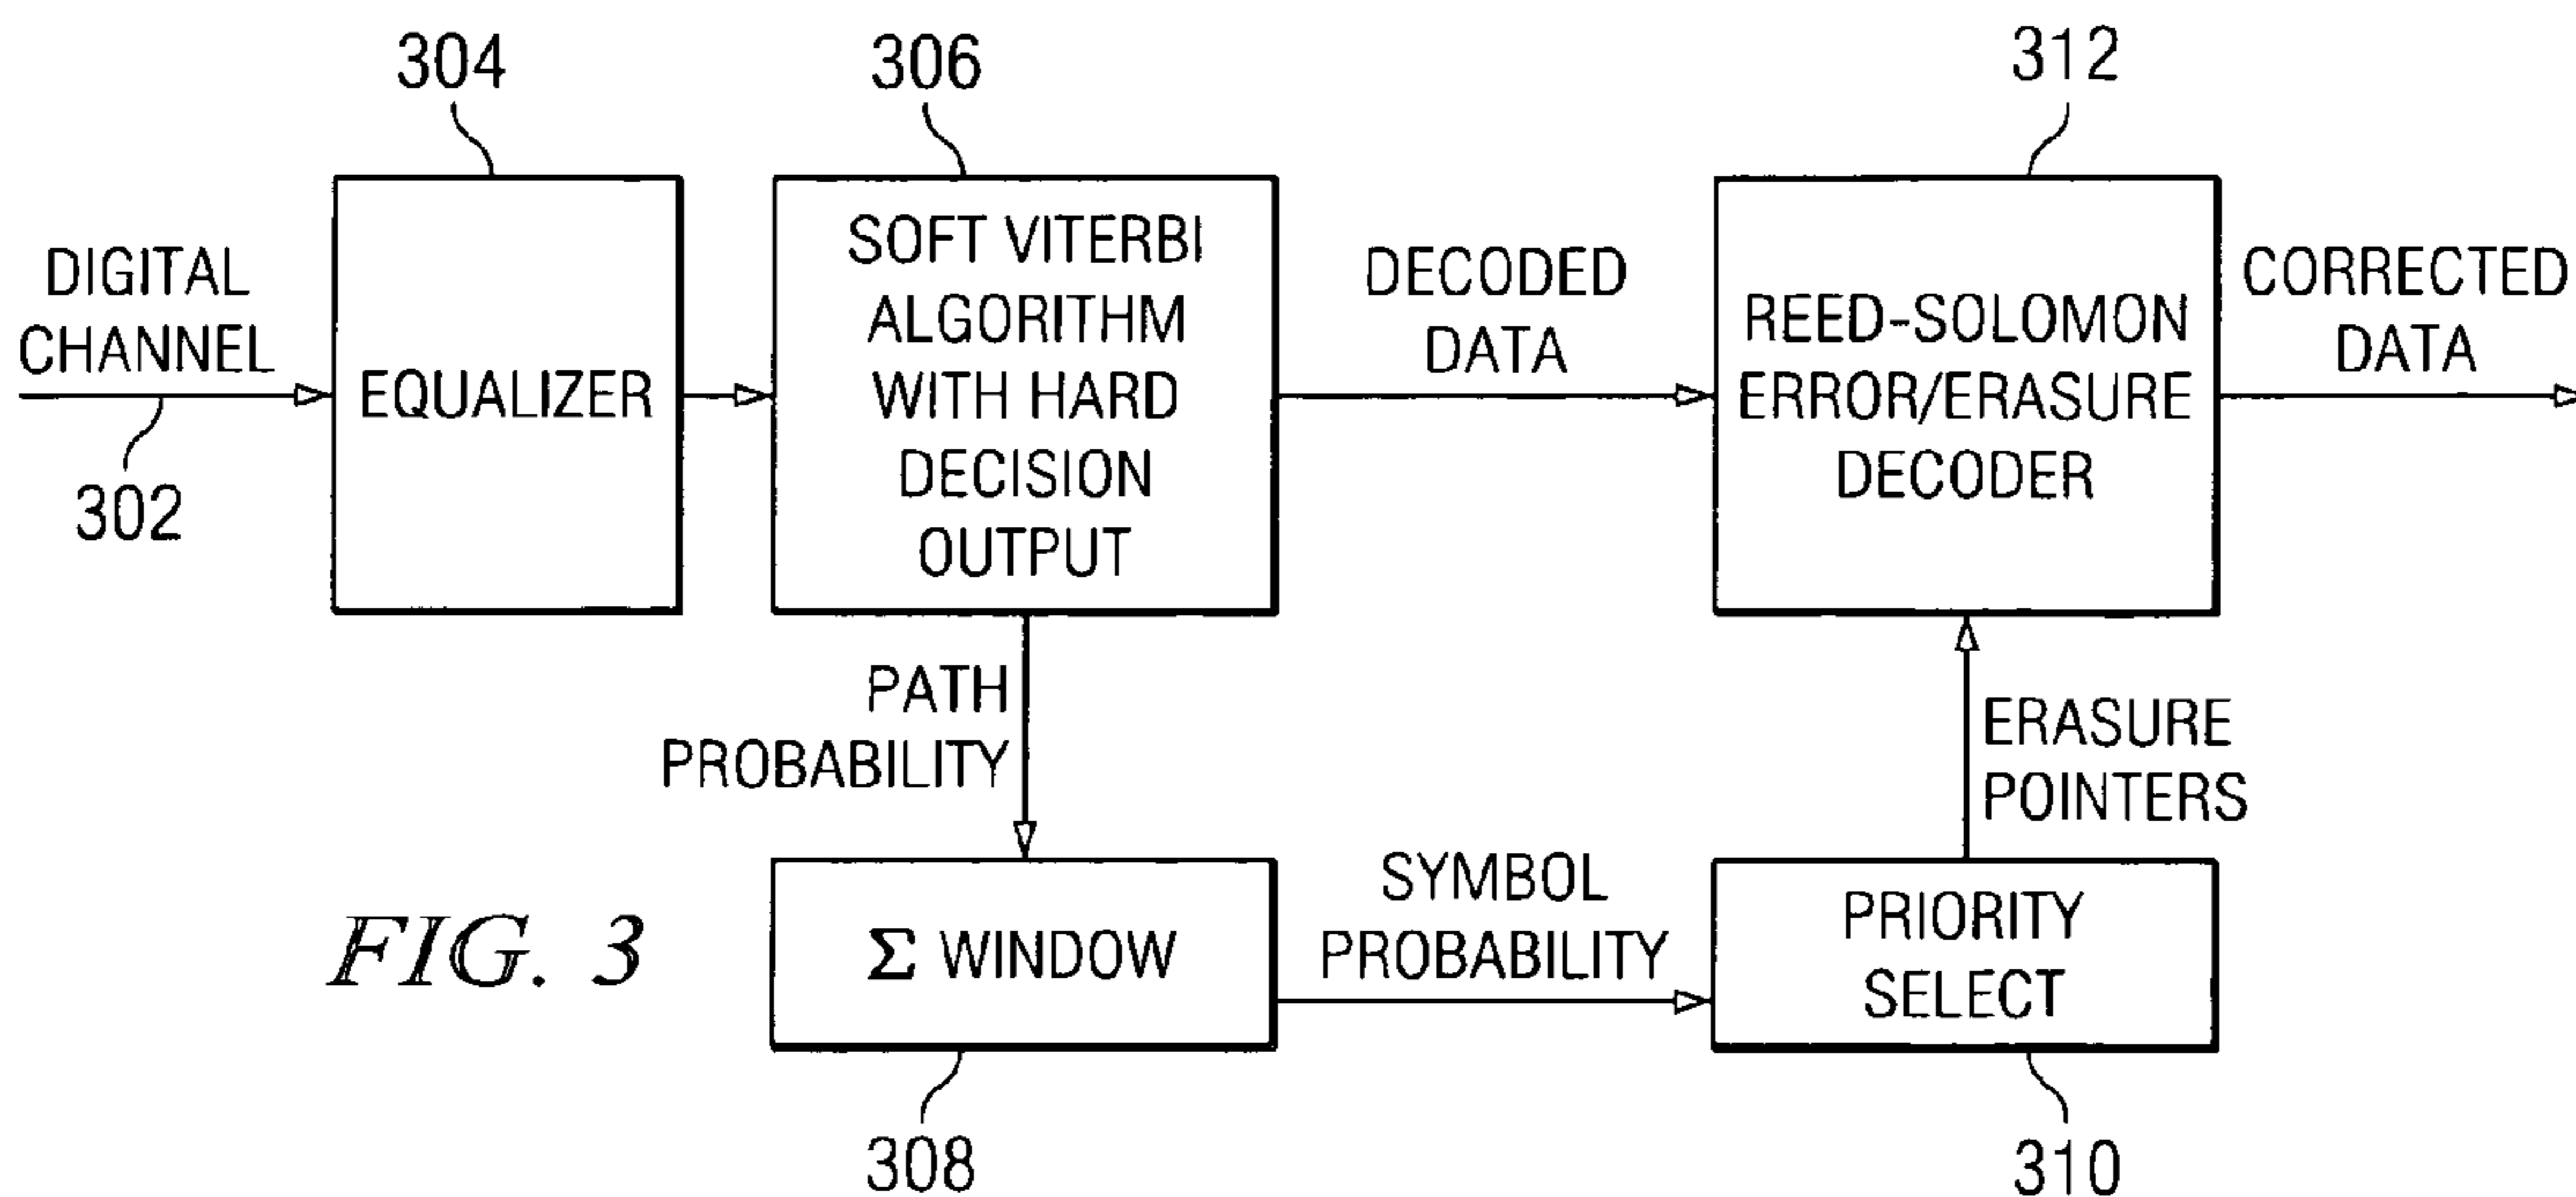 304
306
312
DIGITAL
CHANNEL
302
EQUALIZER
SOFT VITERBI
ALGORITHM
WITH HARD
DECISION
OUTPUT
DECODED
DATA
REED-SOLOMON
ERROR/ERASURE
DECODER
CORRECTED
DATA
PATH
PROBABILITY
ERASURE
POINTERS
FIG. 3
Σ WINDOW
SYMBOL
PROBABILITY
PRIORITY
SELECT
308
310